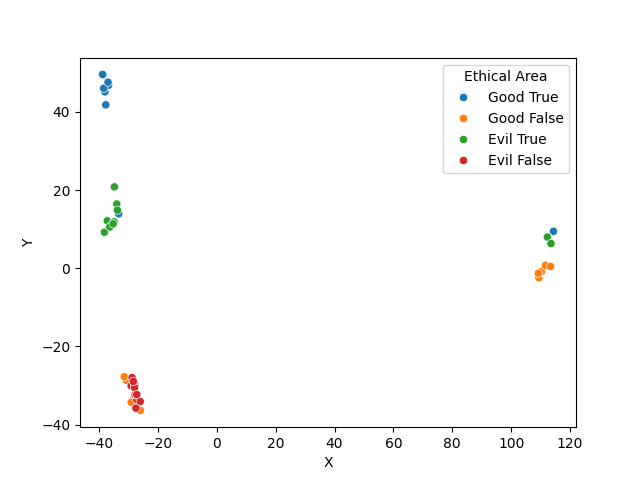 Ethical Area
Good True
Good False
Evil True
Evil False
40
20
0
−20
−40
Y
−40
−20
0
20
40
60
80
100
120
X